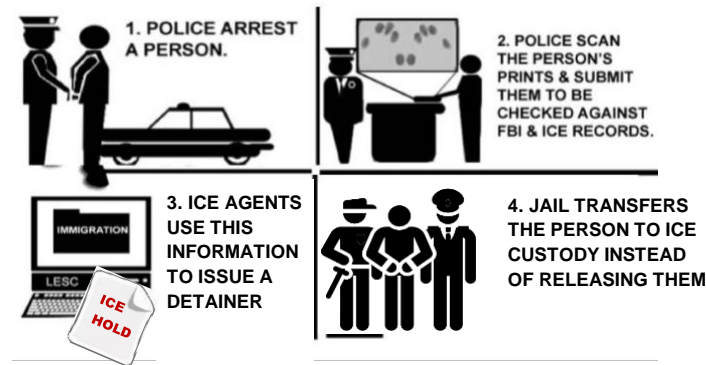 1. POLICE ARREST
A PERSON.
2. POLICE SCAN
THE PERSON'S
PRINTS & SUBMIT
THEM TO BE
CHECKED AGAINST
FBI & ICE RECORDS.
IMMIGRATION
LESC
ICE
HOLD
3. ICE AGENTS
USE THIS
INFORMATION
TO ISSUE A
DETAINER
4. JAIL TRANSFERS
THE PERSON TO ICE
CUSTODY INSTEAD
OF RELEASING THEM